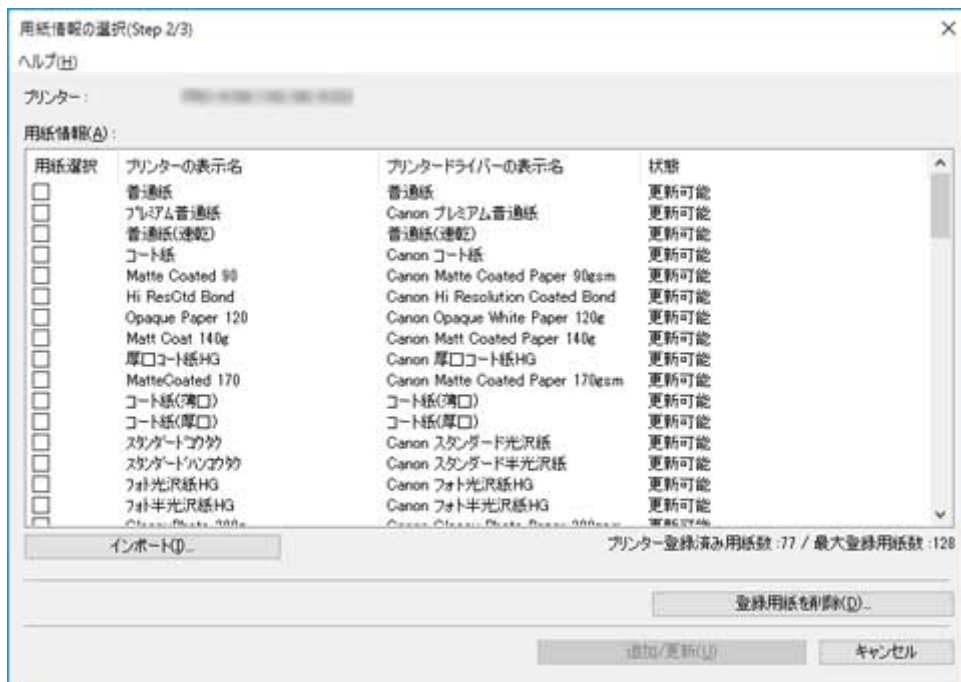 用紙情報の選択(Step 2/3)
ヘルプ(H)
プリンター :
用紙情報(A) :
用紙選択 プリンターの表示名 プリンタードライバーの表示名 状態
普通紙 普通紙 更新可能
プレミアム普通紙 Canon プレミアム普通紙 更新可能
普通紙(速乾) 普通紙(速乾) 更新可能
コート紙 Canon コート紙 更新可能
Matte Coated 90 Canon Matte Coated Paper 90gsm 更新可能
Hi ResCtd Bond Canon Hi Resolution Coated Bond 更新可能
Opaque Paper 120 Canon Opaque White Paper 120g 更新可能
Matt Coat 140g Canon Matt Coated Paper 140g 更新可能
厚口コート紙HG Canon 厚口コート紙HG 更新可能
MatteCoated 170 Canon Matte Coated Paper 170gsm 更新可能
コート紙(薄口) コート紙(薄口) 更新可能
コート紙(厚口) コート紙(厚口) 更新可能
スタンダードコウタク Canon スタンダード光沢紙 更新可能
スタンダードハンコウタク Canon スタンダード半光沢紙 更新可能
フォト光沢紙HG Canon フォト光沢紙HG 更新可能
フォト半光沢紙HG Canon フォト半光沢紙HG 更新可能
インポート(I)... プリンター登録済み用紙数 :77 / 最大登録用紙数 :128
登録用紙を削除(D)...
追加/更新(U) キャンセル